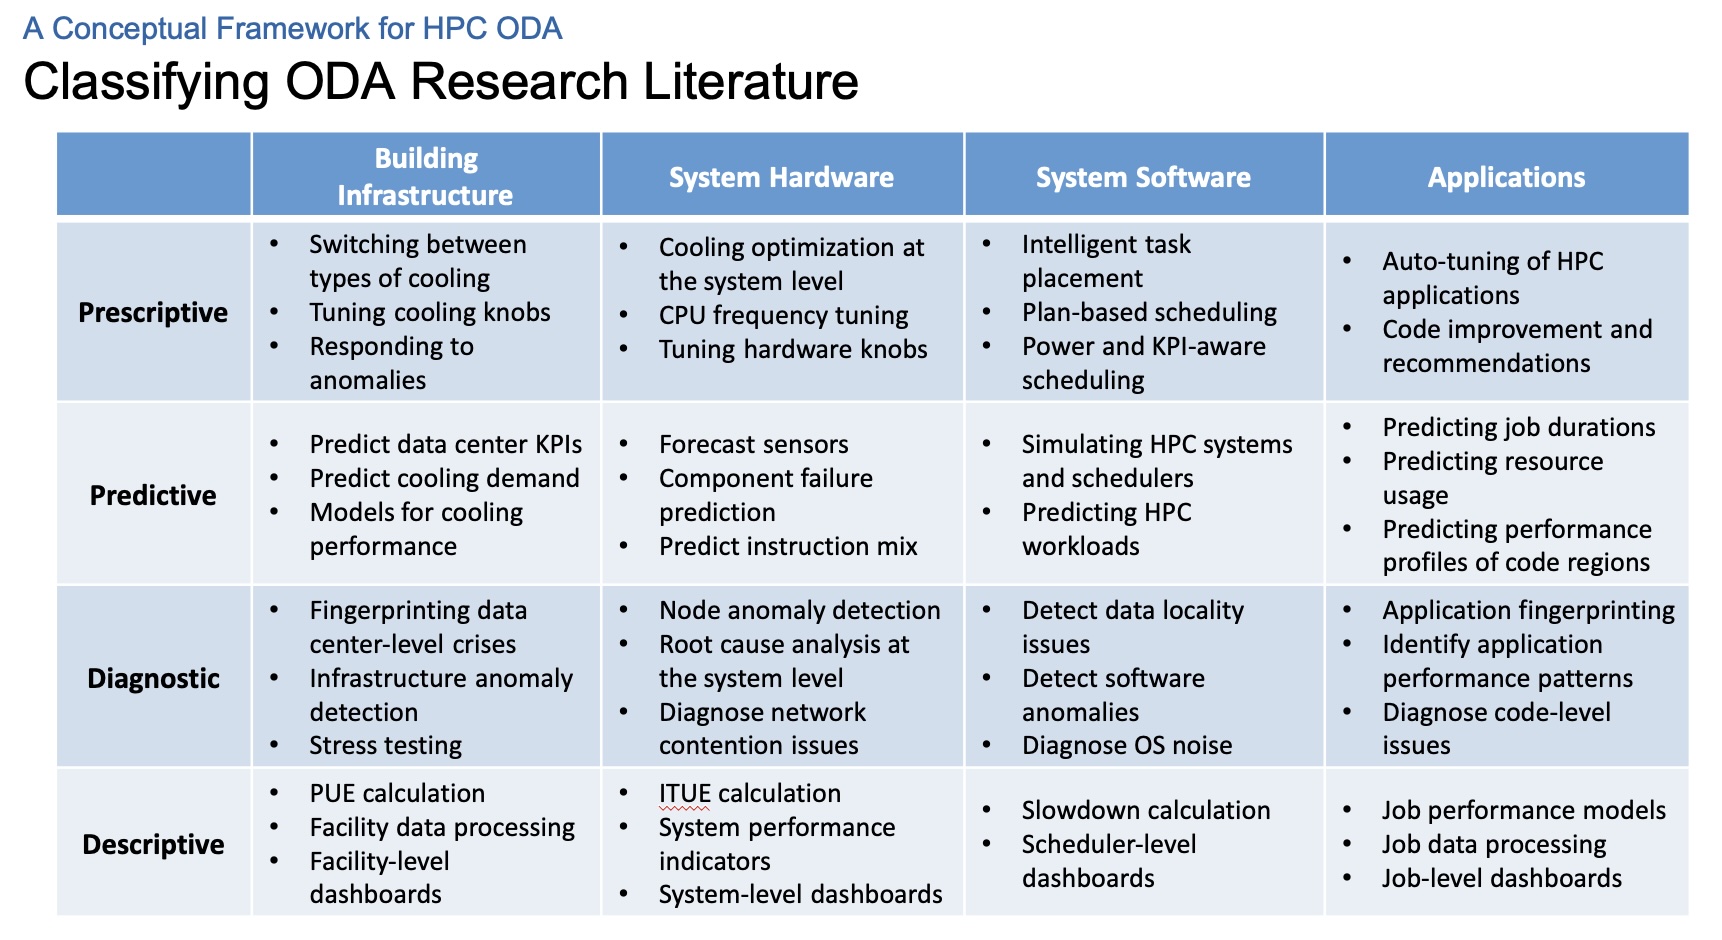 A Conceptual Framework for HPC ODA
Classifying ODA Research Literature
Building
Infrastructure
System Hardware
System Software
Applications
Prescriptive
• Switching between
types of cooling
• Tuning cooling knobs
• Responding to
anomalies
• Cooling optimization at
the system level
• CPU frequency tuning
• Tuning hardware knobs
• Intelligent task
placement
• Plan-based scheduling
• Power and KPI-aware
scheduling
• Auto-tuning of HPC
applications
• Code improvement and
recommendations
Predictive
• Predict data center KPIs
• Predict cooling demand
• Models for cooling
performance
• Forecast sensors
• Component failure
prediction
• Predict instruction mix
• Simulating HPC systems
and schedulers
• Predicting HPC
workloads
• Predicting job durations
• Predicting resource
usage
• Predicting performance
profiles of code regions
Diagnostic
• Fingerprinting data
center-level crises
• Infrastructure anomaly
detection
• Stress testing
• Node anomaly detection
• Root cause analysis at
the system level
• Diagnose network
contention issues
• Detect data locality
issues
• Detect software
anomalies
• Diagnose OS noise
• Application fingerprinting
• Identify application
performance patterns
• Diagnose code-level
issues
Descriptive
• PUE calculation
• Facility data processing
• Facility-level
dashboards
• ITUE calculation
• System performance
indicators
• System-level dashboards
• Slowdown calculation
• Scheduler-level
dashboards
• Job performance models
• Job data processing
• Job-level dashboards